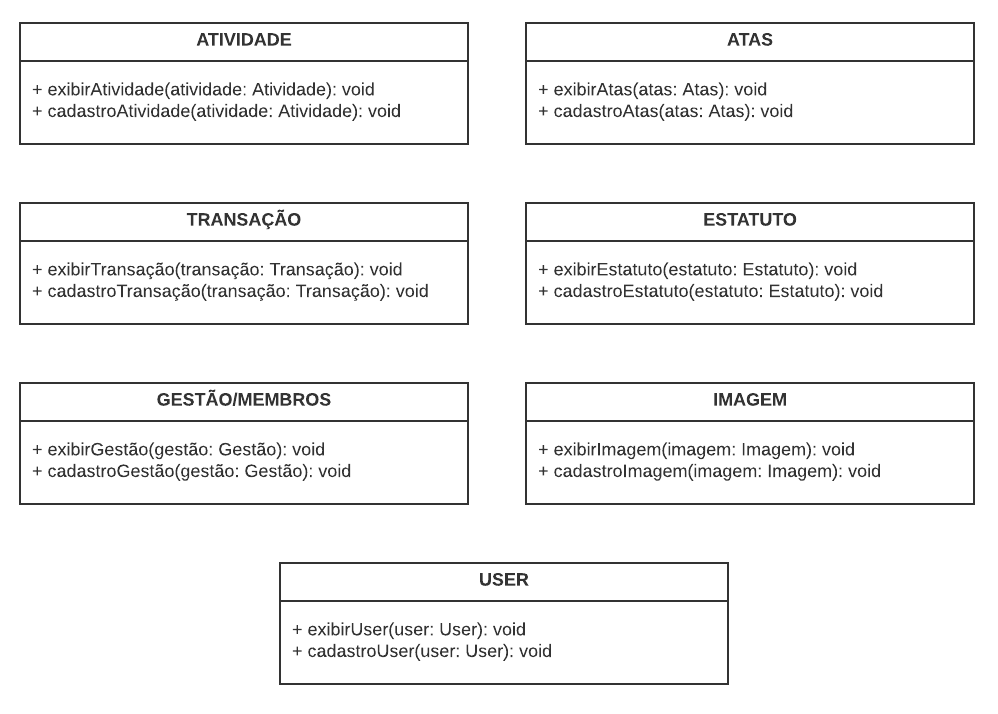 ATIVIDADE
+ exibirAtividade(atividade: Atividade): void
+ cadastroAtividade(atividade: Atividade): void
ATAS
+ exibirAtas(atas: Atas): void
+ cadastroAtas(atas: Atas): void
TRANSAÇÃO
+ exibirTransação(transação: Transação): void
+ cadastroTransação(transação: Transação): void
ESTATUTO
+ exibirEstatuto(estatuto: Estatuto): void
+ cadastroEstatuto(estatuto: Estatuto): void
GESTÃO/MEMBROS
+ exibirGestão(gestão: Gestão): void
+ cadastroGestão(gestão: Gestão): void
IMAGEM
+ exibirImagem(imagem: Imagem): void
+ cadastroImagem(imagem: Imagem): void
USER
+ exibirUser(user: User): void
+ cadastroUser(user: User): void